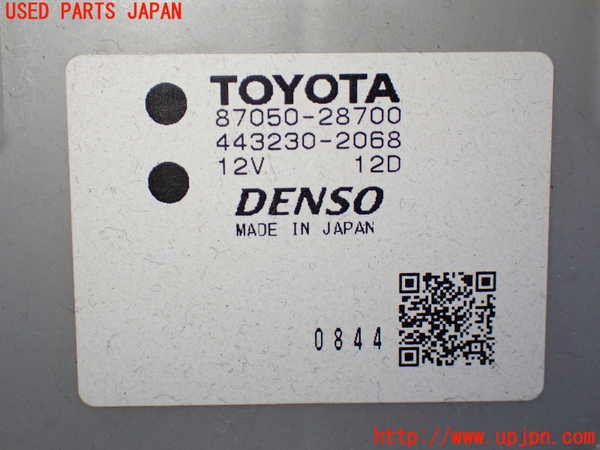 USED PARTS JAPAN
TOYOTA
87050-28700
443230-2068
12V 12D
DENSO
MADE IN JAPAN
0844
http://www.upjpn.com/